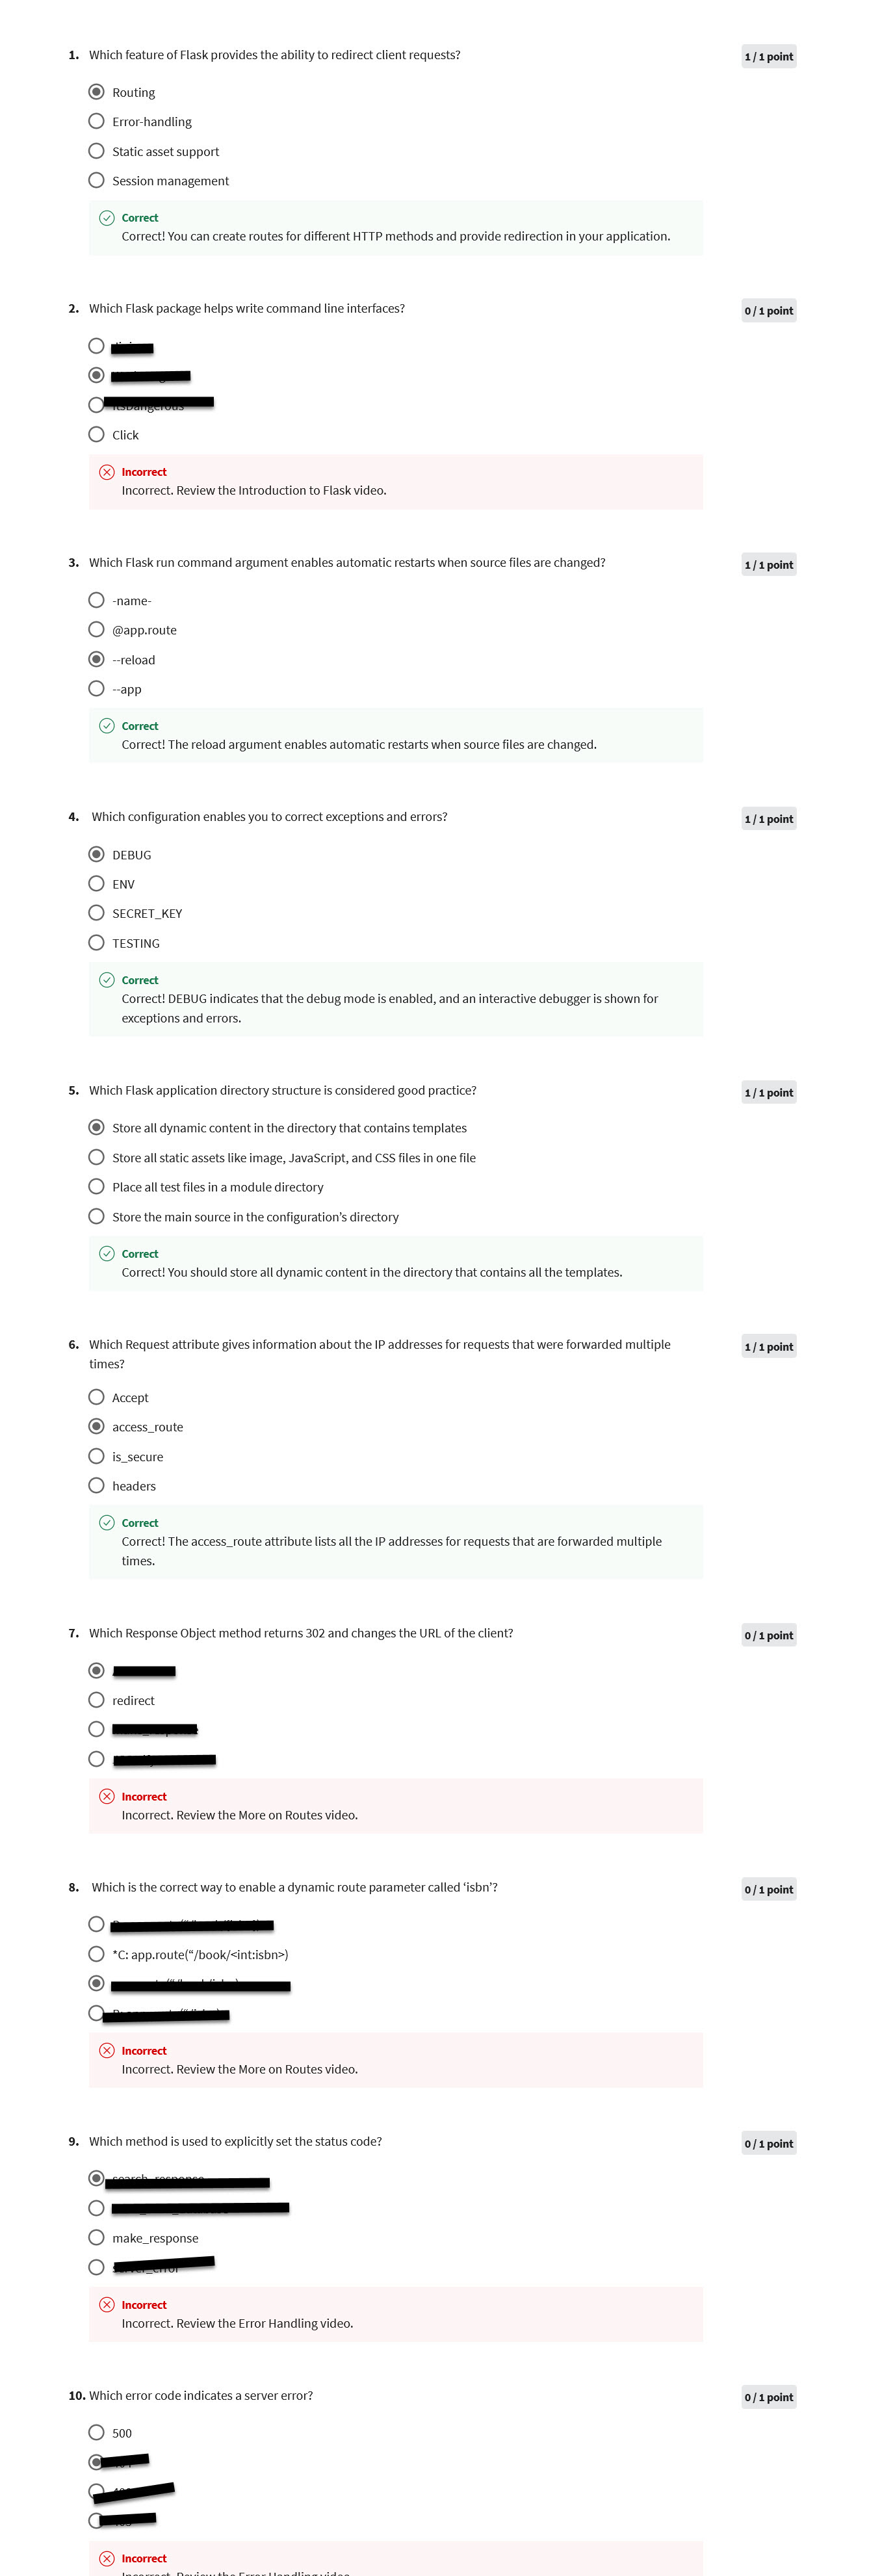 1. Which feature of Flask provides the ability to redirect client requests?
1 / 1 point
Routing
Error-handling
Static asset support
Session management
Correct
Correct! You can create routes for different HTTP methods and provide redirection in your application.
2. Which Flask package helps write command line interfaces?
0 / 1 point
ItsDangerous
Click
Incorrect
Incorrect. Review the Introduction to Flask video.
3. Which Flask run command argument enables automatic restarts when source files are changed?
1 / 1 point
-name-
@app.route
--reload
--app
Correct
Correct! The reload argument enables automatic restarts when source files are changed.
4. Which configuration enables you to correct exceptions and errors?
1 / 1 point
DEBUG
ENV
SECRET_KEY
TESTING
Correct
Correct! DEBUG indicates that the debug mode is enabled, and an interactive debugger is shown for
exceptions and errors.
5. Which Flask application directory structure is considered good practice?
1 / 1 point
Store all dynamic content in the directory that contains templates
Store all static assets like image, JavaScript, and CSS files in one file
Place all test files in a module directory
Store the main source in the configuration’s directory
Correct
Correct! You should store all dynamic content in the directory that contains all the templates.
6. Which Request attribute gives information about the IP addresses for requests that were forwarded multiple
times?
1 / 1 point
Accept
access_route
is_secure
headers
Correct
Correct! The access_route attribute lists all the IP addresses for requests that are forwarded multiple
times.
7. Which Response Object method returns 302 and changes the URL of the client?
0 / 1 point
redirect
Incorrect
Incorrect. Review the More on Routes video.
8. Which is the correct way to enable a dynamic route parameter called ‘isbn’?
0 / 1 point
*C: app.route(“/book/<int:isbn>)
Incorrect
Incorrect. Review the More on Routes video.
9. Which method is used to explicitly set the status code?
0 / 1 point
search_response
make_response
server_error
Incorrect
Incorrect. Review the Error Handling video.
10. Which error code indicates a server error?
0 / 1 point
500
Incorrect
Incorrect. Review the Error Handling video.